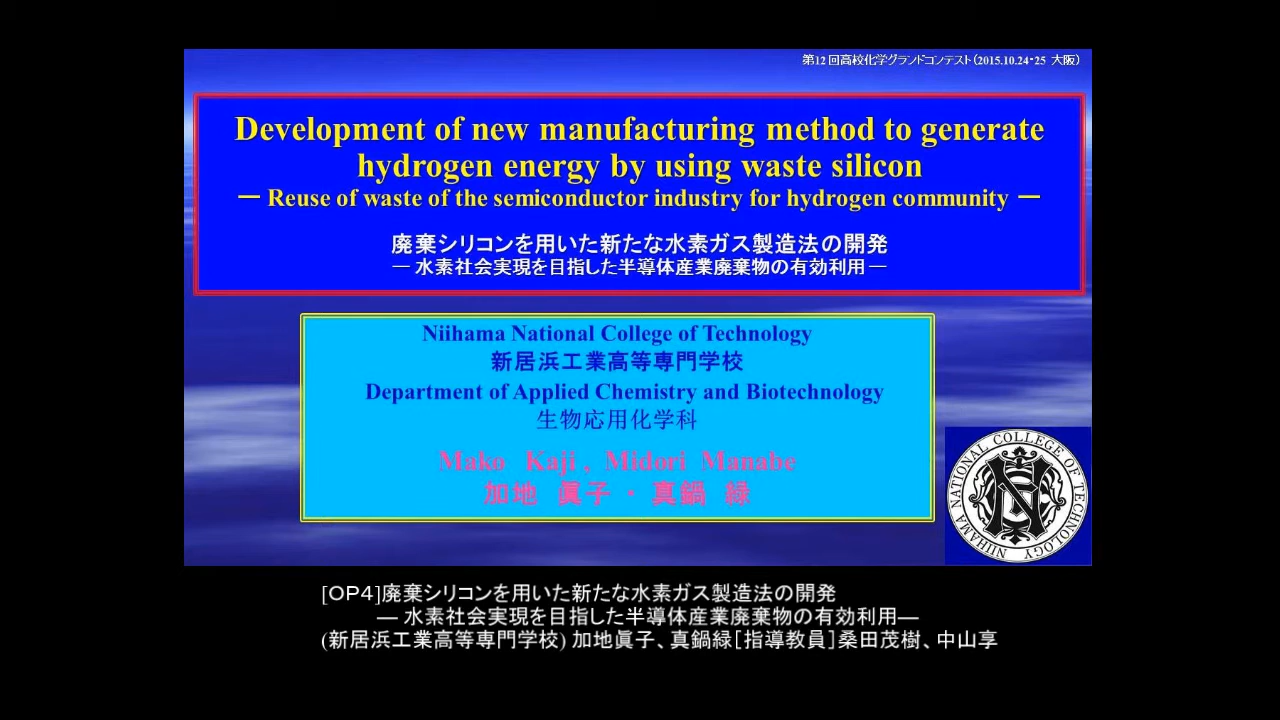 第12回高校化学グランドコンテスト(2015.10.24・25 大阪)
Development of new manufacturing method to generate
hydrogen energy by using waste silicon
― Reuse of waste of the semiconductor industry for hydrogen community ―
廃棄シリコンを用いた新たな水素ガス製造法の開発
― 水素社会実現を目指した半導体産業廃棄物の有効利用 ―
Niihama National College of Technology
新居浜工業高等専門学校
Department of Applied Chemistry and Biotechnology
生物応用化学科
Mako Kaji , Midori Manabe
加地 眞子 ・ 真鍋 緑
NIIHAMA NATIONAL COLLEGE OF TECHNOLOGY
[OP4]廃棄シリコンを用いた新たな水素ガス製造法の開発
― 水素社会実現を目指した半導体産業廃棄物の有効利用―
(新居浜工業高等専門学校) 加地眞子、真鍋緑[指導教員]桑田茂樹、中山享